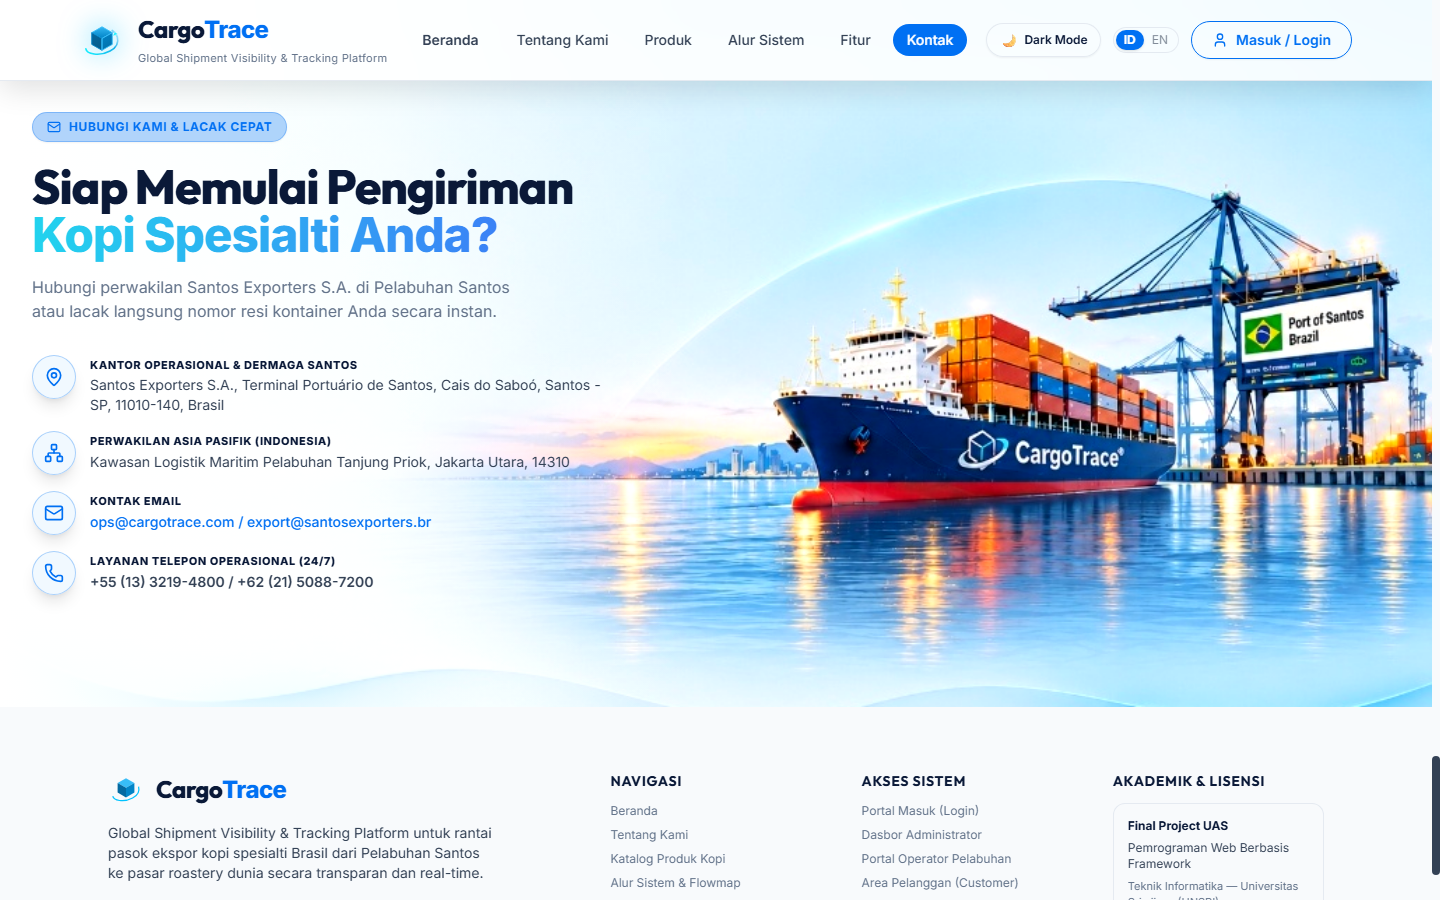 CargoTrace
Global Shipment Visibility & Tracking Platform
Beranda
Tentang Kami
Produk
Alur Sistem
Fitur
Kontak
Dark Mode
ID
EN
Masuk / Login
HUBUNGI KAMI & LACAK CEPAT
Siap Memulai Pengiriman
Kopi Spesialti Anda?
Hubungi perwakilan Santos Exporters S.A. di Pelabuhan Santos
atau lacak langsung nomor resi kontainer Anda secara instan.
KANTOR OPERASIONAL & DERMAGA SANTOS
Santos Exporters S.A., Terminal Portuário de Santos, Cais do Saboó, Santos -
SP, 11010-140, Brasil
PERWAKILAN ASIA PASIFIK (INDONESIA)
Kawasan Logistik Maritim Pelabuhan Tanjung Priok, Jakarta Utara, 14310
KONTAK EMAIL
ops@cargotrace.com / export@santosexporters.br
LAYANAN TELEPON OPERASIONAL (24/7)
+55 (13) 3219-4800 / +62 (21) 5088-7200
Port of Santos
Brazil
CargoTrace®
CargoTrace
Global Shipment Visibility & Tracking Platform untuk rantai
pasok ekspor kopi spesialti Brasil dari Pelabuhan Santos
ke pasar roastery dunia secara transparan dan real-time.
NAVIGASI
Beranda
Tentang Kami
Katalog Produk Kopi
Alur Sistem & Flowmap
AKSES SISTEM
Portal Masuk (Login)
Dasbor Administrator
Portal Operator Pelabuhan
Area Pelanggan (Customer)
AKADEMIK & LISENSI
Final Project UAS
Pemrograman Web Berbasis
Framework
Teknik Informatika — Universitas